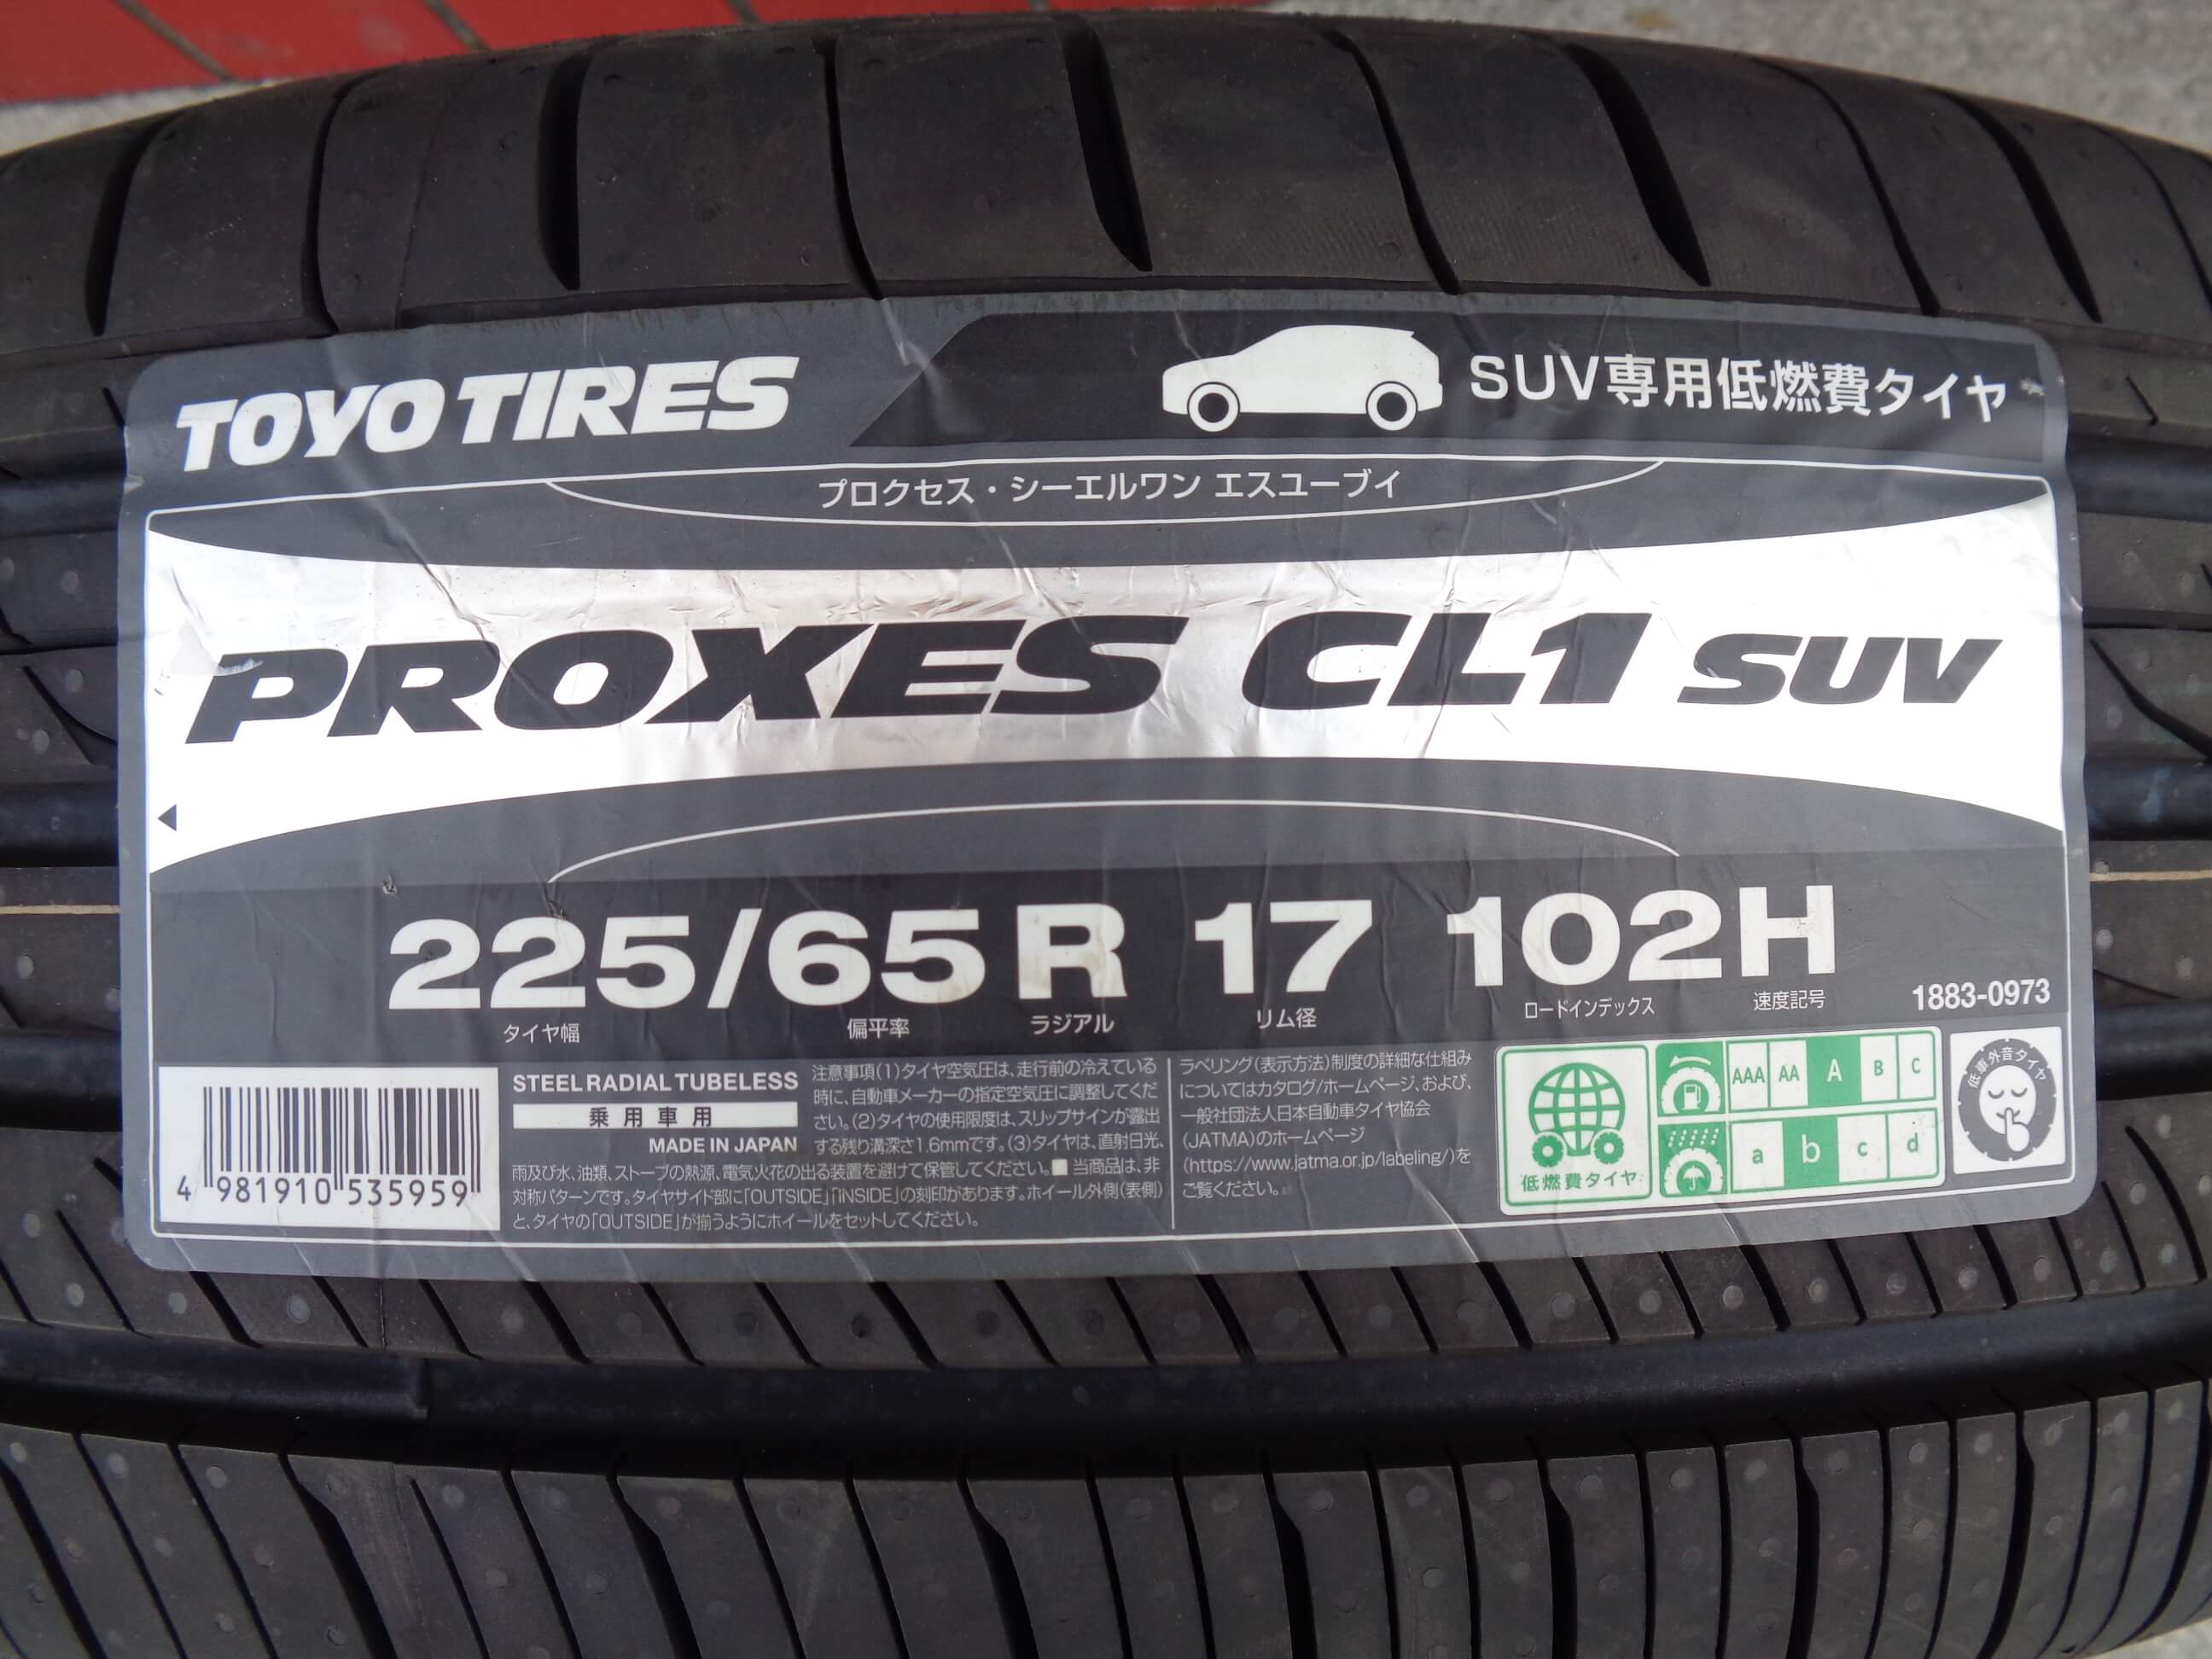 TOYO TIRES
SUV専用低燃費タイヤ
プロクセス・シーエルワン エスユーブイ
PROXES CL1 SUV
225/65 R 17 102H
タイヤ幅 偏平率 ラジアル リム径 ロードインデックス 速度記号
1883-0973
4 981910 535959
STEEL RADIAL TUBELESS
乗用車用
MADE IN JAPAN
注意事項(1)タイヤ空気圧は、走行前の冷えている
時に、自動車メーカーの指定空気圧に調整してくだ
さい。(2)タイヤの使用限度は、スリップサインが露出
する残り溝深さ1.6mmです。(3)タイヤは、直射日光、
雨及び水、油類、ストーブの熱源、電気火花の出る装置を避けて保管してください。■当商品は、非
対称パターンです。タイヤサイド部に「OUTSIDE」「INSIDE」の刻印があります。ホイール外側(表側)
と、タイヤの「OUTSIDE」が揃うようにホイールをセットしてください。
ラベリング(表示方法)制度の詳細な仕組み
についてはカタログ/ホームページ、および、
一般社団法人日本自動車タイヤ協会
(JATMA)のホームページ
(https://www.jatma.or.jp/labeling/)を
ご覧ください。
低燃費タイヤ
AAA AA A B C
a b c d
低車外音タイヤ